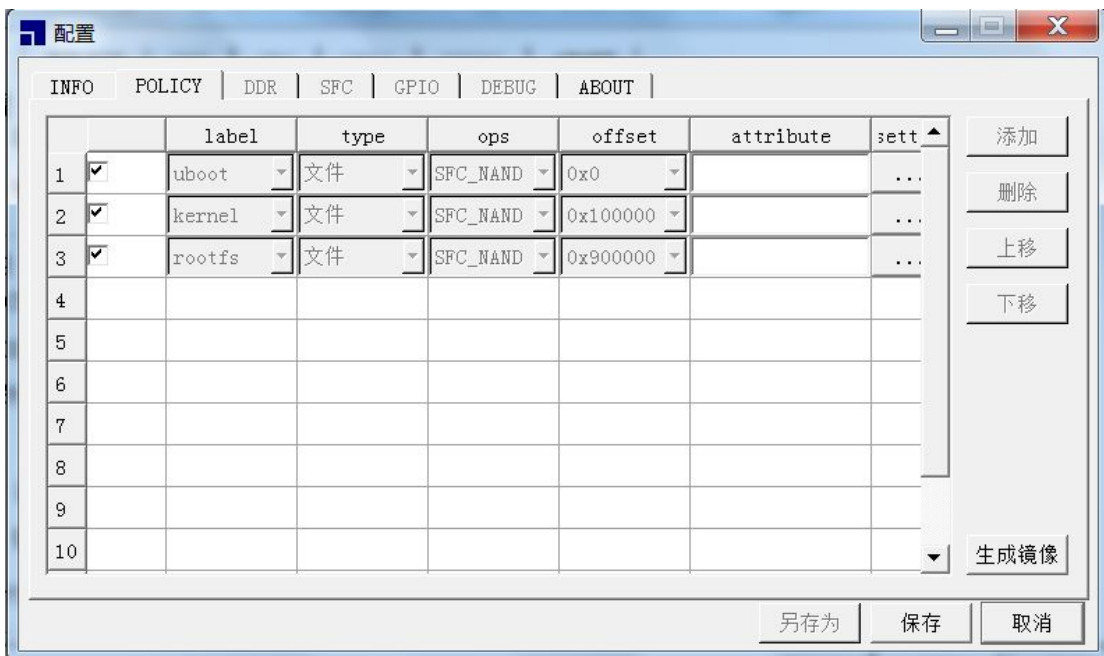 配置
INFO POLICY DDR SFC GPIO DEBUG ABOUT
label type ops offset attribute sett
1 uboot 文件 SFC_NAND 0x0 ...
2 kernel 文件 SFC_NAND 0x100000 ...
3 rootfs 文件 SFC_NAND 0x900000 ...
4
5
6
7
8
9
10
添加
删除
上移
下移
生成镜像
另存为 保存 取消